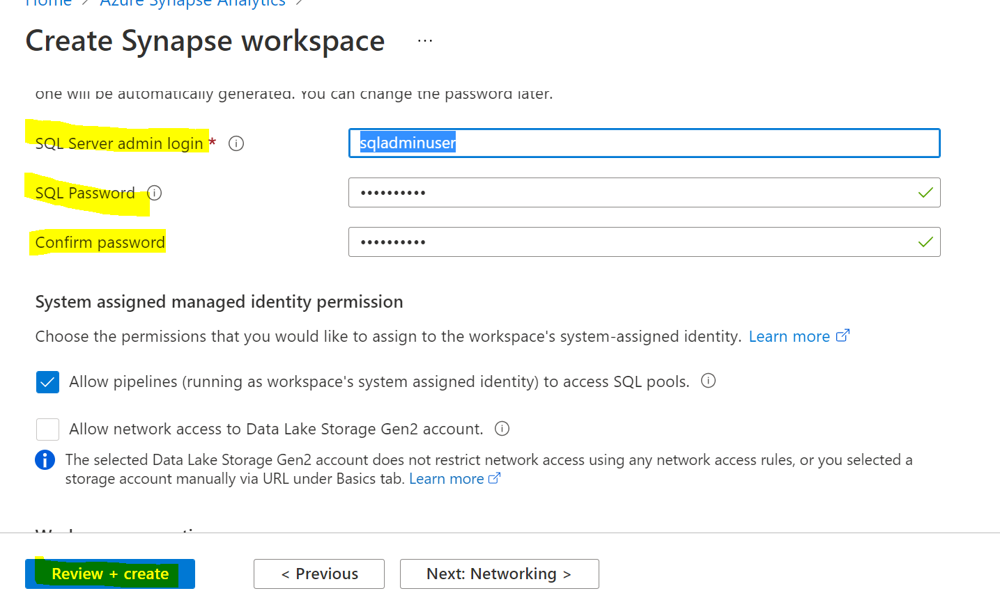 Home > Azure Synapse Analytics >
Create Synapse workspace ...
one will be automatically generated. You can change the password later.
SQL Server admin login *
sqladminuser
SQL Password
••••••••••
Confirm password
••••••••••
System assigned managed identity permission
Choose the permissions that you would like to assign to the workspace's system-assigned identity. Learn more
Allow pipelines (running as workspace's system assigned identity) to access SQL pools.
Allow network access to Data Lake Storage Gen2 account.
The selected Data Lake Storage Gen2 account does not restrict network access using any network access rules, or you selected a
storage account manually via URL under Basics tab. Learn more
Review + create
< Previous
Next: Networking >